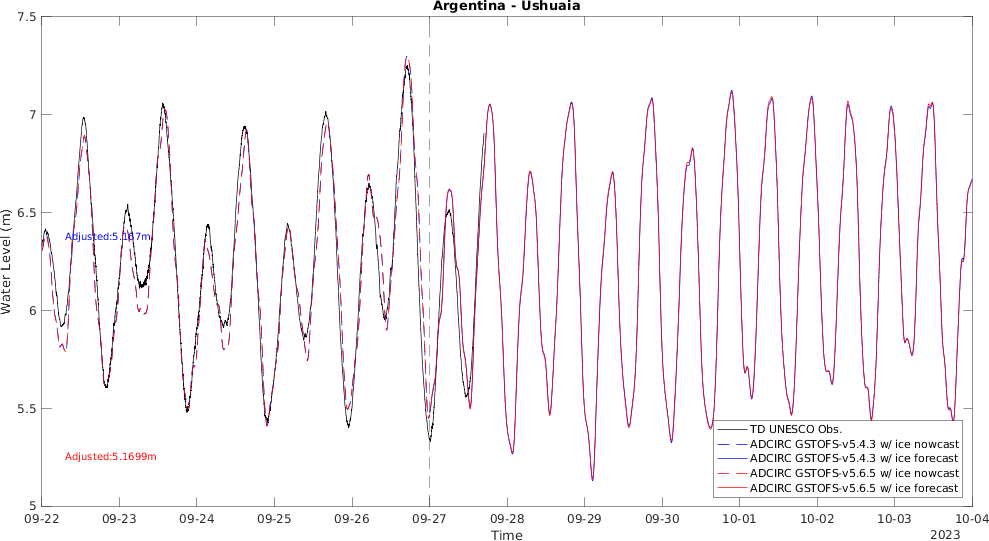 Argentina - Ushuaia
7.5
7
6.5
6
5.5
5
Water Level (m)
Adjusted:5.167m
Adjusted:5.1699m
TD UNESCO Obs.
ADCIRC GSTOFS-v5.4.3 w/ ice nowcast
ADCIRC GSTOFS-v5.4.3 w/ ice forecast
ADCIRC GSTOFS-v5.6.5 w/ ice nowcast
ADCIRC GSTOFS-v5.6.5 w/ ice forecast
09-22 09-23 09-24 09-25 09-26 09-27 09-28 09-29 09-30 10-01 10-02 10-03 10-04
Time
2023